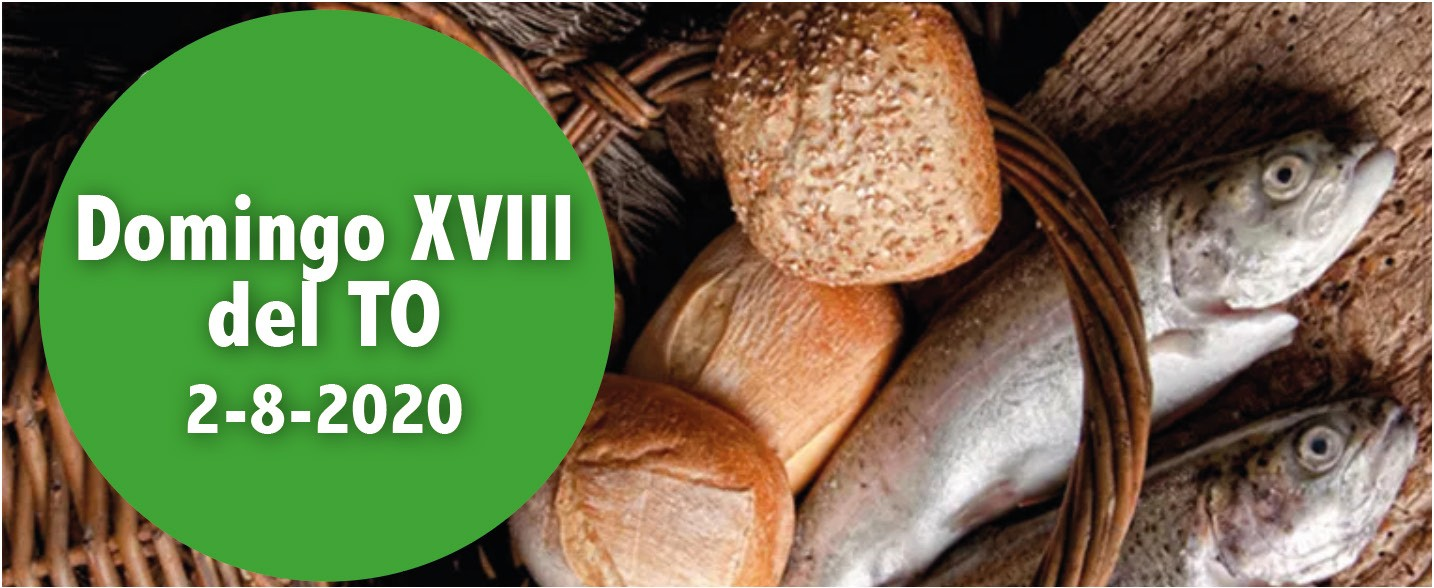 Domingo XVIII
del TO
2-8-2020